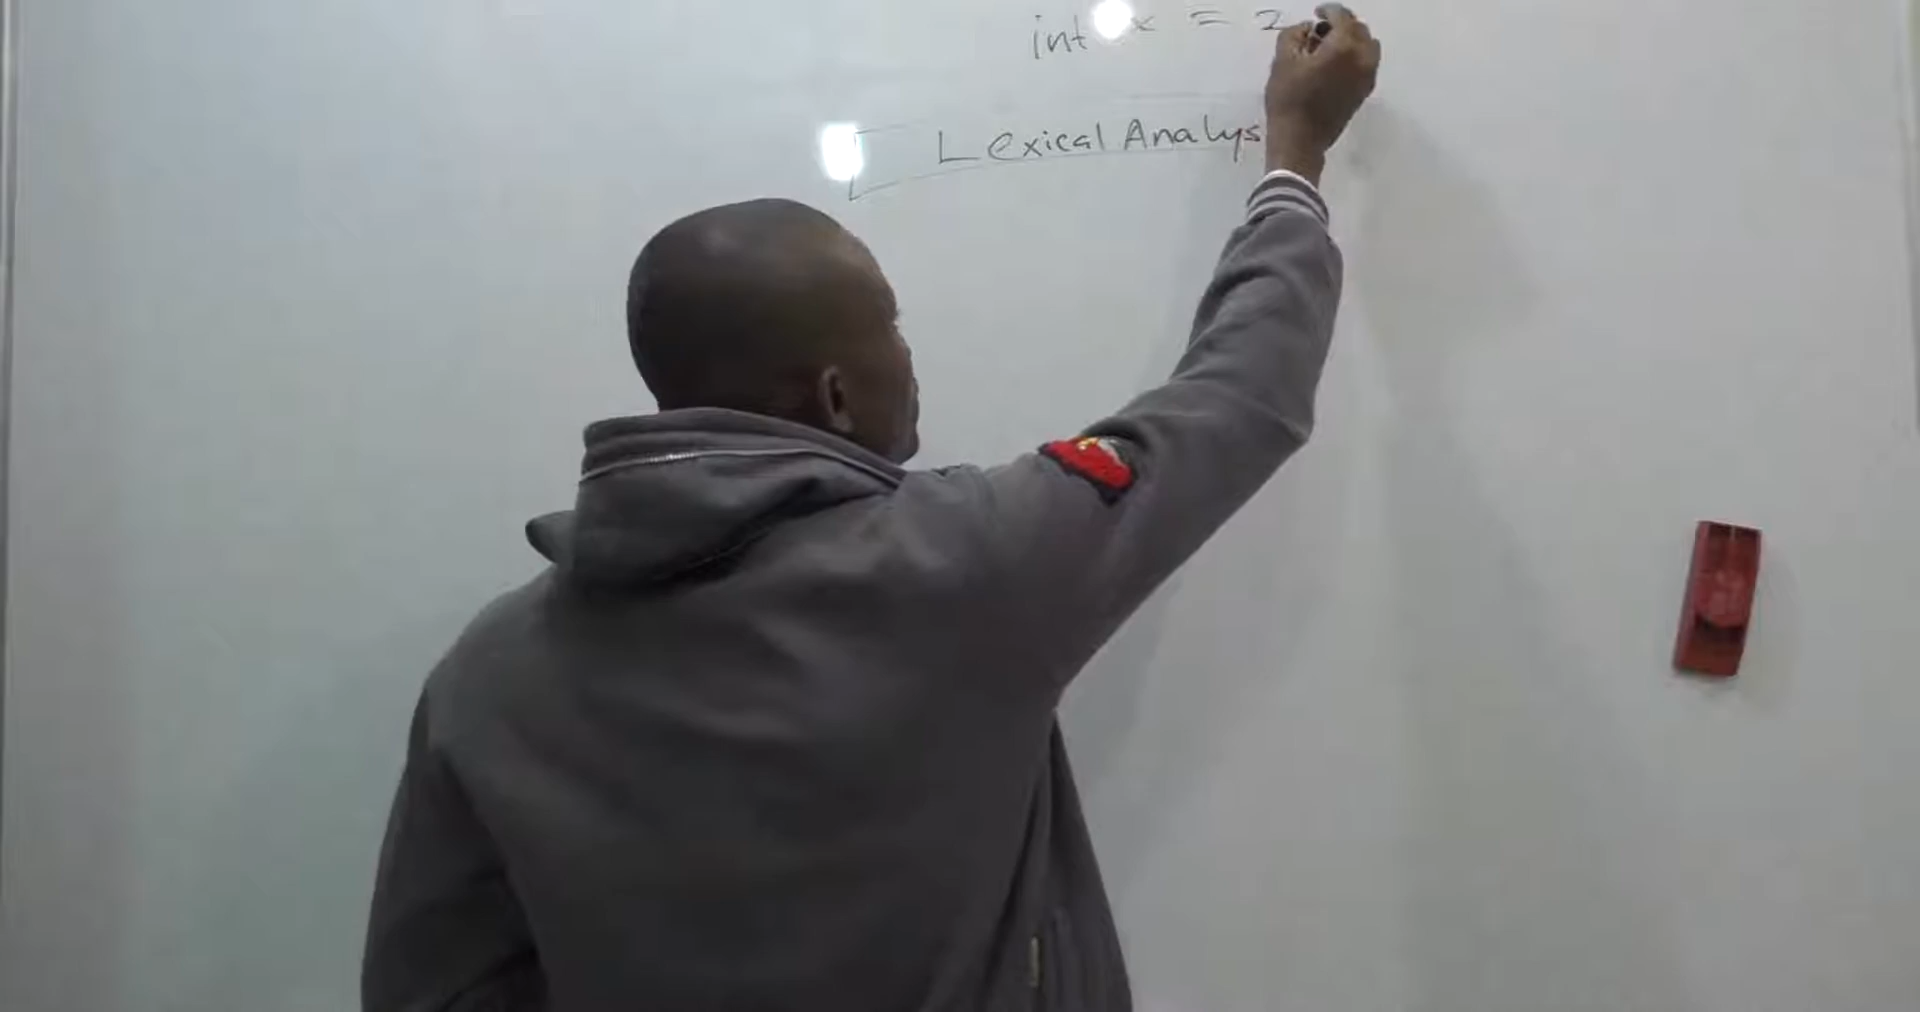 int x = 2
Lexical Analys